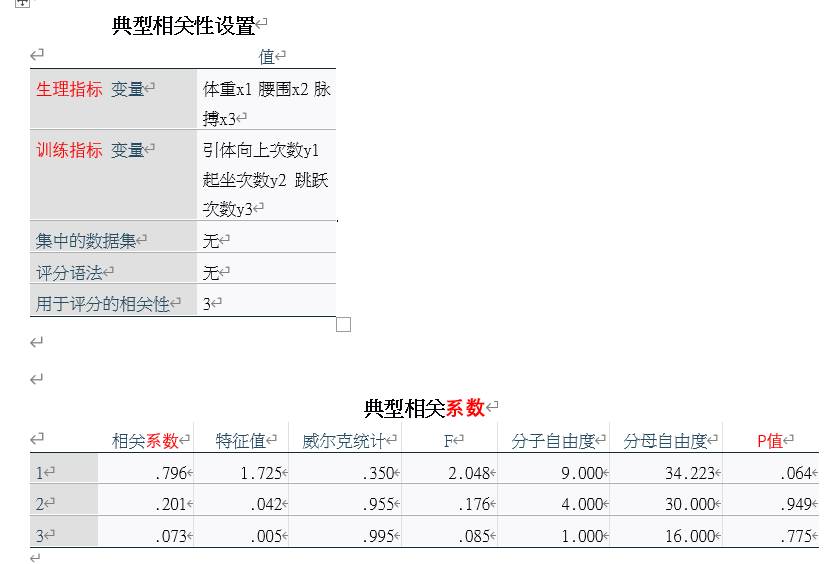 典型相关性设置
值
生理指标 变量 体重x1 腰围x2 脉
搏x3
训练指标 变量 引体向上次数y1
起坐次数y2 跳跃
次数y3
集中的数据集 无
评分语法 无
用于评分的相关性 3
典型相关系数
相关系数 特征值 威尔克统计 F 分子自由度 分母自由度 P值
1 .796 1.725 .350 2.048 9.000 34.223 .064
2 .201 .042 .955 .176 4.000 30.000 .949
3 .073 .005 .995 .085 1.000 16.000 .775